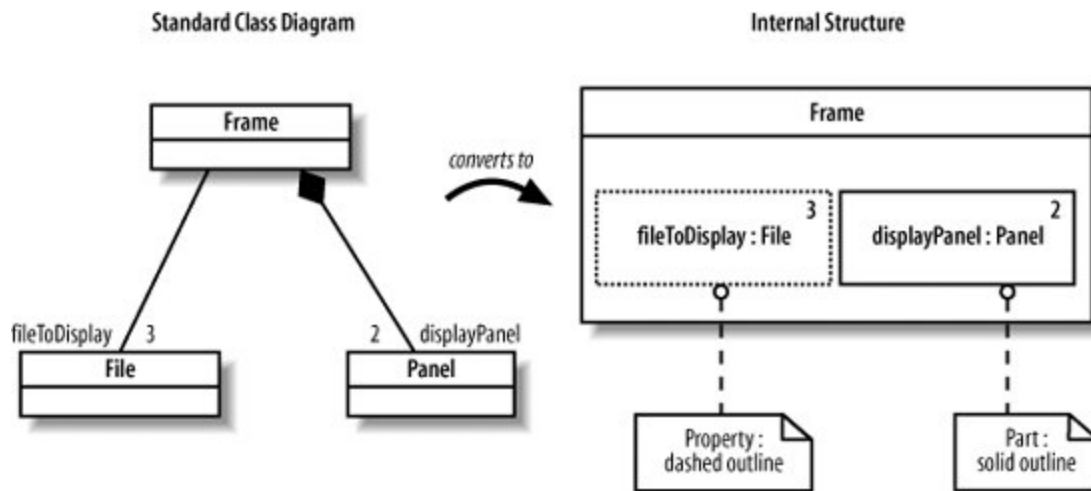 Standard Class Diagram
Internal Structure
Frame
converts to
fileToDisplay
3
2
displayPanel
File
Panel
Frame
3
fileToDisplay : File
2
displayPanel : Panel
Property :
dashed outline
Part :
solid outline